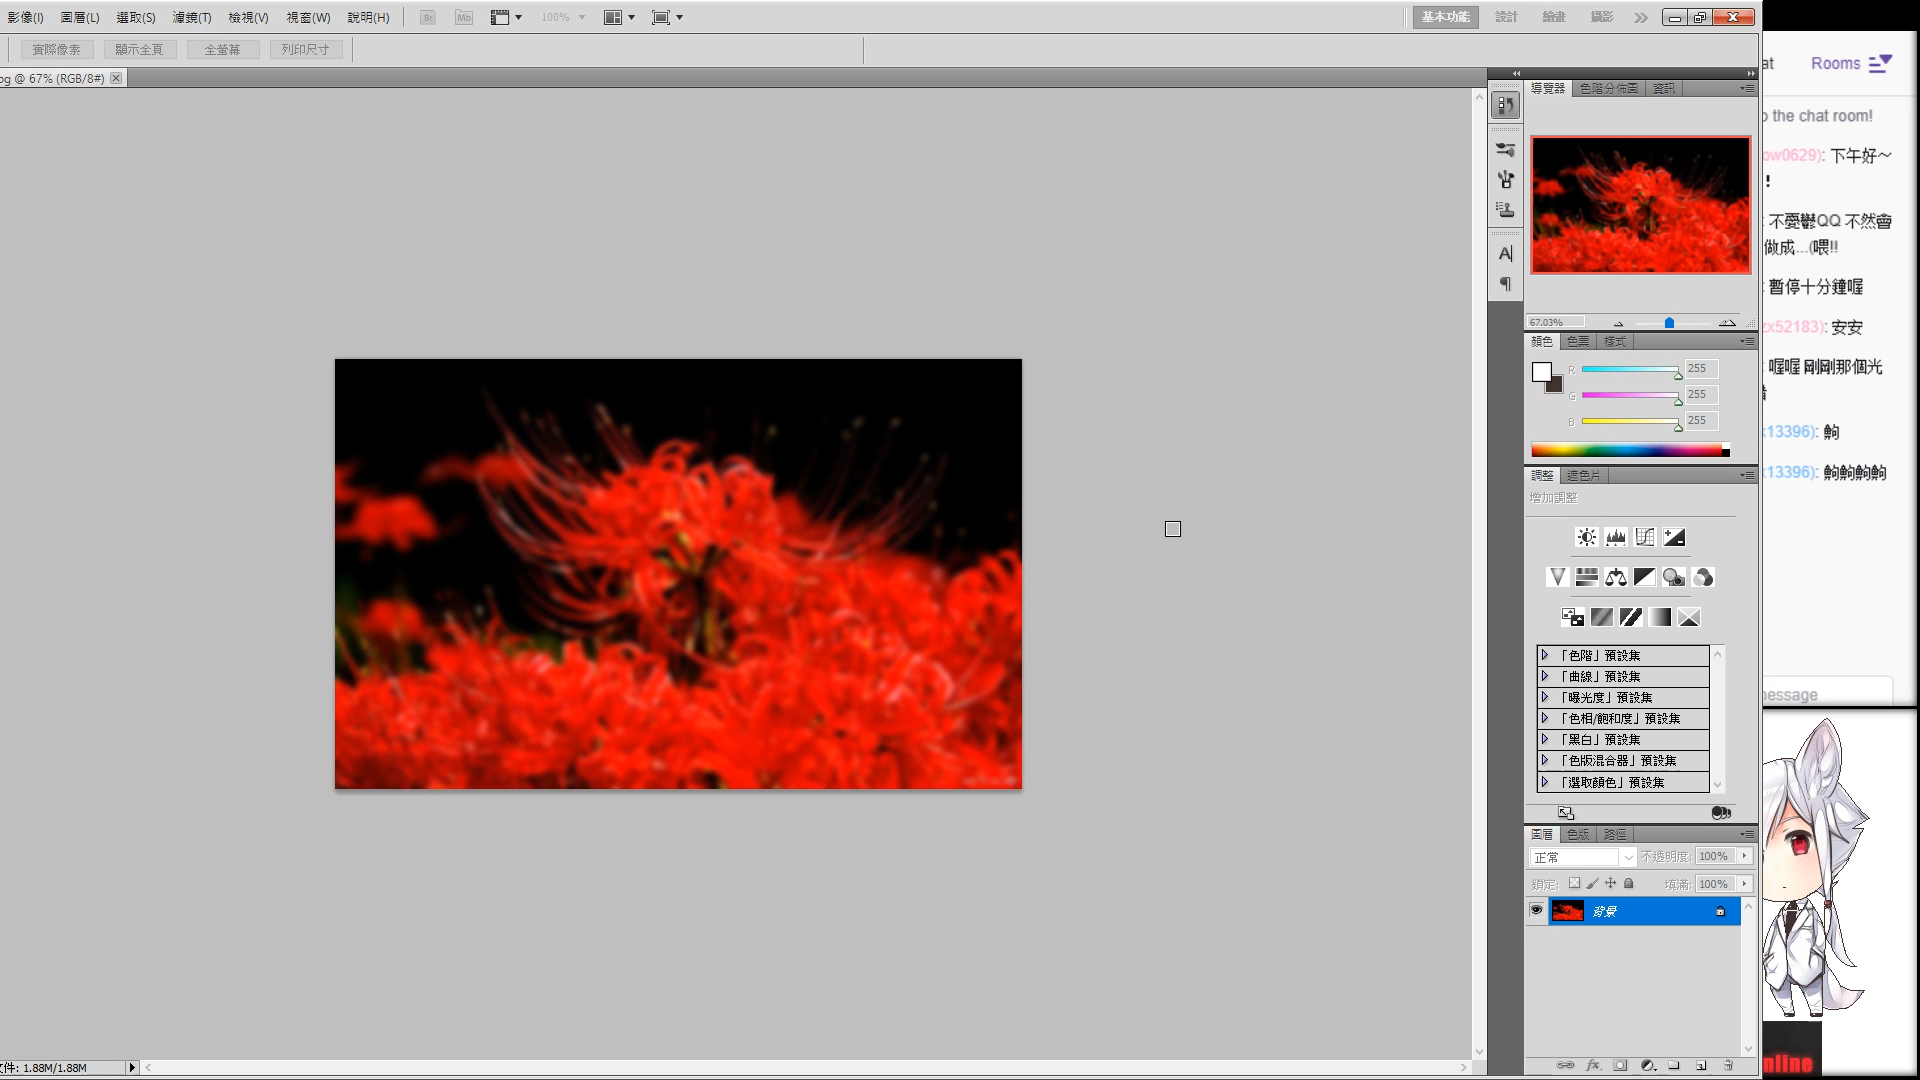 影像(I) 圖層(L) 選取(S) 濾鏡(T) 檢視(V) 視窗(W) 說明(H) Br Mb 100% 基本功能 設計 繪畫 攝影
實際像素 顯示全頁 全螢幕 列印尺寸
og @ 67% (RGB/8#)
導覽器 色階分佈圖 資訊
67.03%
顏色 色票 樣式
R 255
G 255
B 255
調整 遮色片
增加調整
「色階」預設集
「曲線」預設集
「曝光度」預設集
「色相/飽和度」預設集
「黑白」預設集
「色版混合器」預設集
「選取顏色」預設集
圖層 色版 路徑
正常 不透明度: 100%
鎖定: 填滿: 100%
背景
文件: 1.88M/1.88M
at Rooms
o the chat room!
ow0629): 下午好～
!
: 不憂鬱QQ 不然會
做成...(喂!!
: 暫停十分鐘喔
zx52183): 安安
: 喔喔 剛剛那個光
x13396): 齁
x13396): 齁齁齁齁
message
nline